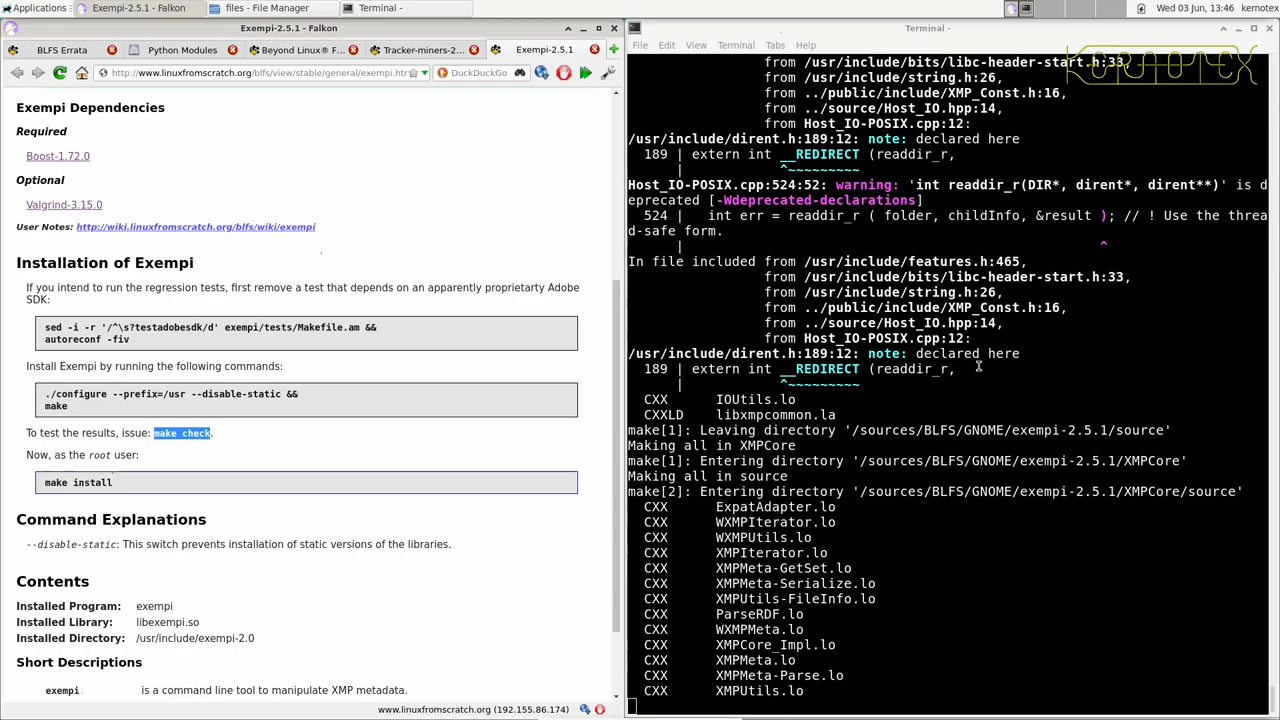 Applications
Exempi-2.5.1 - Falkon
files - File Manager
Terminal -
Wed 03 Jun, 13:46
kernotex
Exempi-2.5.1 - Falkon
BLFS Errata
Python Modules
Beyond Linux® F...
Tracker-miners-2...
Exempi-2.5.1
http://www.linuxfromscratch.org/blfs/view/stable/general/exempi.htm
DuckDuckGo
Exempi Dependencies
Required
Boost-1.72.0
Optional
Valgrind-3.15.0
User Notes: http://wiki.linuxfromscratch.org/blfs/wiki/exempi
Installation of Exempi
If you intend to run the regression tests, first remove a test that depends on an apparently proprietarty Adobe
SDK:
sed -i -r '/^\s?testadobesdk/d' exempi/tests/Makefile.am &&
autoreconf -fiv
Install Exempi by running the following commands:
./configure --prefix=/usr --disable-static &&
make
To test the results, issue: make check.
Now, as the root user:
make install
Command Explanations
--disable-static: This switch prevents installation of static versions of the libraries.
Contents
Installed Program: exempi
Installed Library: libexempi.so
Installed Directory: /usr/include/exempi-2.0
Short Descriptions
exempi is a command line tool to manipulate XMP metadata.
www.linuxfromscratch.org (192.155.86.174)
Terminal -
File Edit View Terminal Tabs Help
KERNOTEX
from /usr/include/bits/libc-header-start.h:33,
from /usr/include/string.h:26,
from ../public/include/XMP_Const.h:16,
from ../source/Host_IO.hpp:14,
from Host_IO-POSIX.cpp:12:
/usr/include/dirent.h:189:12: note: declared here
189 | extern int __REDIRECT (readdir_r,
| ^~~~~~~~~~
Host_IO-POSIX.cpp:524:52: warning: 'int readdir_r(DIR*, dirent*, dirent**)' is d
eprecated [-Wdeprecated-declarations]
524 | int err = readdir_r ( folder, childInfo, &result ); // ! Use the threa
d-safe form.
| ^
In file included from /usr/include/features.h:465,
from /usr/include/bits/libc-header-start.h:33,
from /usr/include/string.h:26,
from ../public/include/XMP_Const.h:16,
from ../source/Host_IO.hpp:14,
from Host_IO-POSIX.cpp:12:
/usr/include/dirent.h:189:12: note: declared here
189 | extern int __REDIRECT (readdir_r,
| ^~~~~~~~~~
CXX IOUtils.lo
CXXLD libxmpcommon.la
make[1]: Leaving directory '/sources/BLFS/GNOME/exempi-2.5.1/source'
Making all in XMPCore
make[1]: Entering directory '/sources/BLFS/GNOME/exempi-2.5.1/XMPCore'
Making all in source
make[2]: Entering directory '/sources/BLFS/GNOME/exempi-2.5.1/XMPCore/source'
CXX ExpatAdapter.lo
CXX WXMPIterator.lo
CXX WXMPUtils.lo
CXX XMPIterator.lo
CXX XMPMeta-GetSet.lo
CXX XMPMeta-Serialize.lo
CXX XMPUtils-FileInfo.lo
CXX ParseRDF.lo
CXX WXMPMeta.lo
CXX XMPCore_Impl.lo
CXX XMPMeta.lo
CXX XMPMeta-Parse.lo
CXX XMPUtils.lo